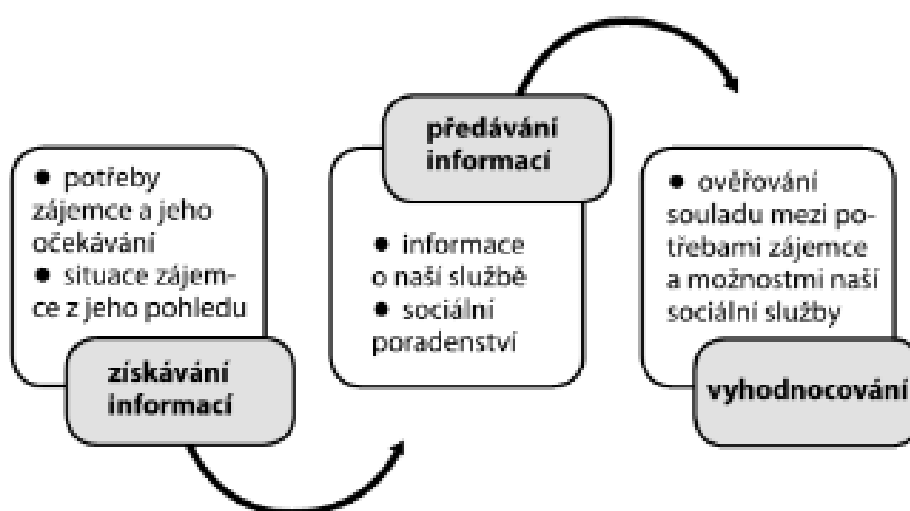 ● potřeby
zájemce a jeho
očekávání
● situace zájem-
ce z jeho pohledu
získávání
informací
předávání
informací
● informace
o naší službě
● sociální
poradenství
● ověřování
souladu mezi po-
třebami zájemce
a možnostmi naší
sociální služby
vyhodnocování